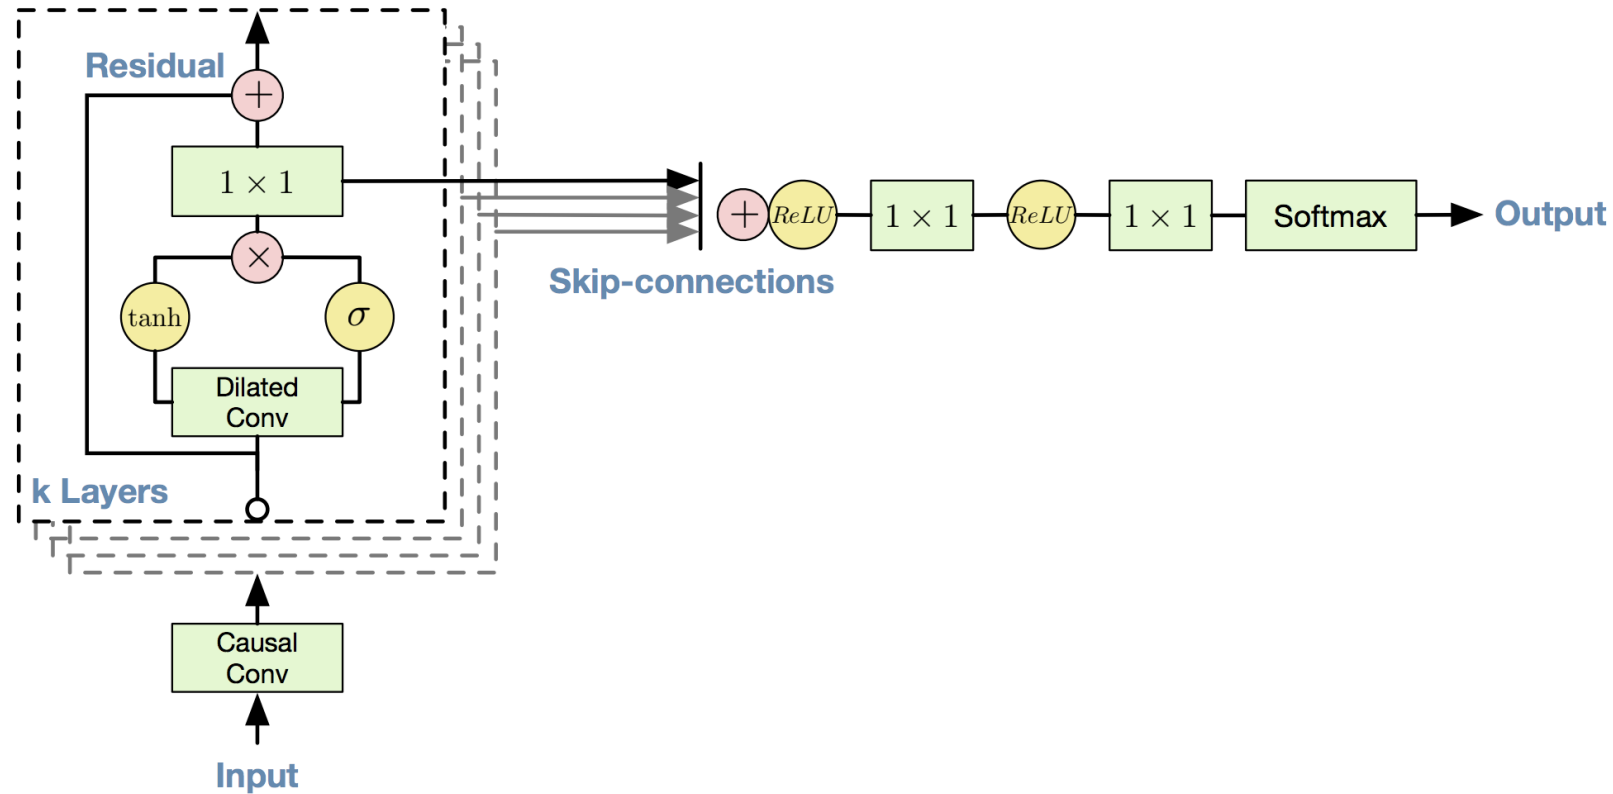 Residual
+
1 × 1
×
tanh
σ
Dilated
Conv
k Layers
Causal
Conv
Input
Skip-connections
+
ReLU
1 × 1
ReLU
1 × 1
Softmax
Output